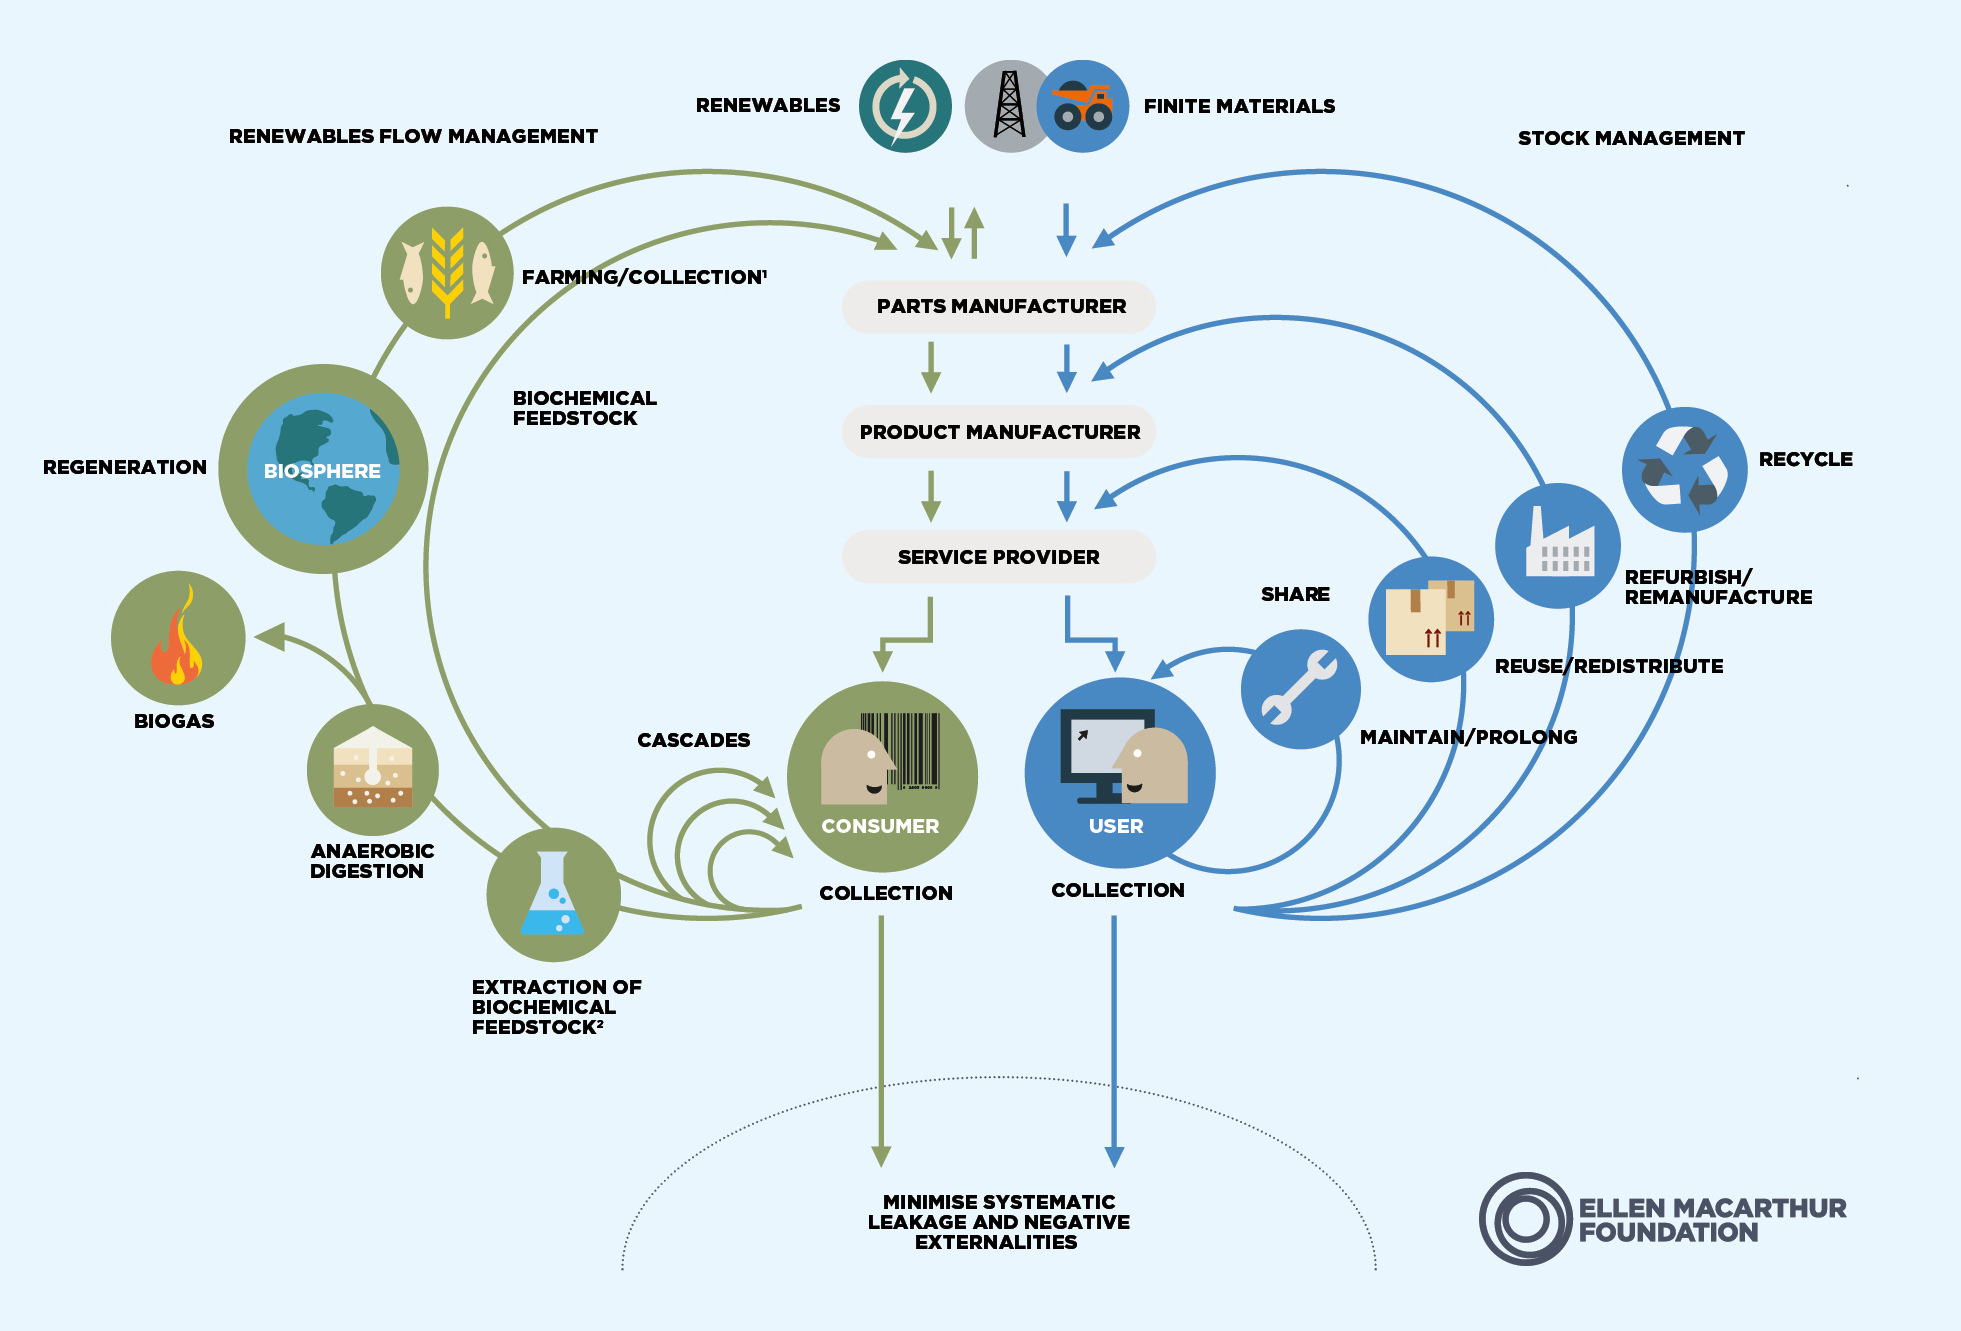 RENEWABLES
FINITE MATERIALS
RENEWABLES FLOW MANAGEMENT
STOCK MANAGEMENT
FARMING/COLLECTION¹
PARTS MANUFACTURER
BIOCHEMICAL
FEEDSTOCK
PRODUCT MANUFACTURER
REGENERATION
BIOSPHERE
RECYCLE
SERVICE PROVIDER
SHARE
REFURBISH/
REMANUFACTURE
REUSE/REDISTRIBUTE
BIOGAS
CASCADES
MAINTAIN/PROLONG
CONSUMER
USER
ANAEROBIC
DIGESTION
COLLECTION
COLLECTION
EXTRACTION OF
BIOCHEMICAL
FEEDSTOCK²
MINIMISE SYSTEMATIC
LEAKAGE AND NEGATIVE
EXTERNALITIES
ELLEN MACARTHUR
FOUNDATION